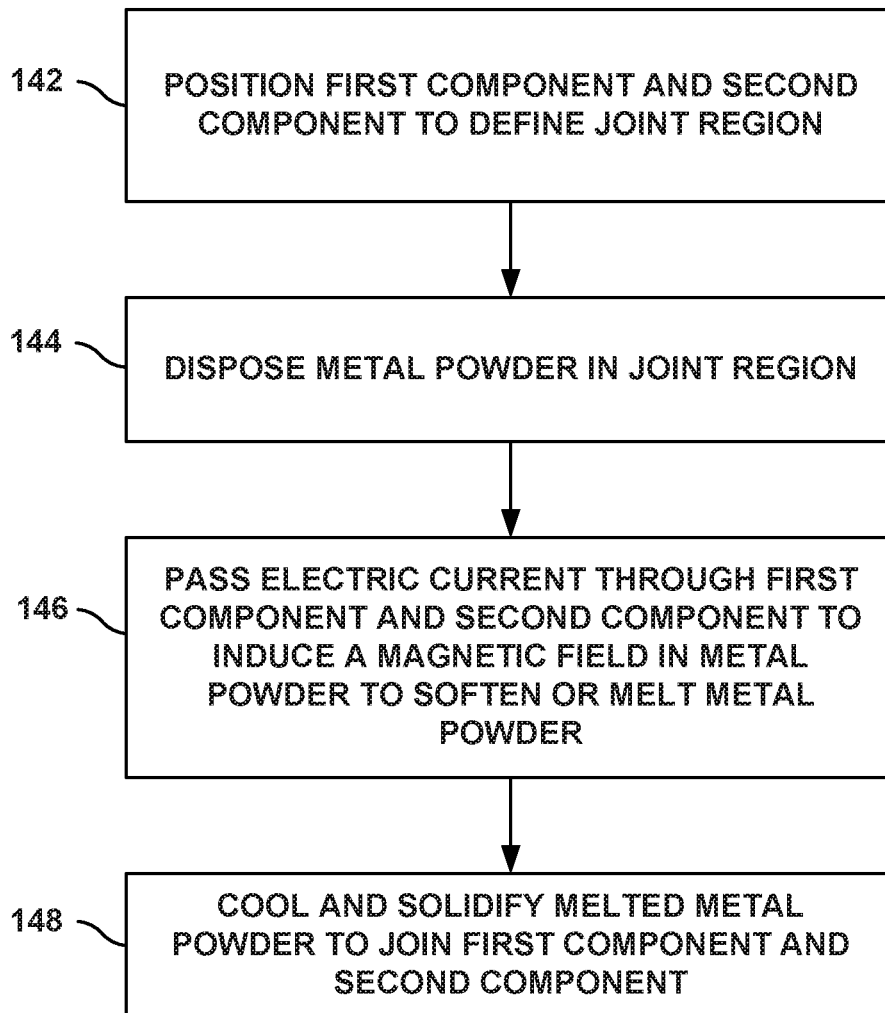 142
POSITION FIRST COMPONENT AND SECOND
COMPONENT TO DEFINE JOINT REGION
144
DISPOSE METAL POWDER IN JOINT REGION
146
PASS ELECTRIC CURRENT THROUGH FIRST
COMPONENT AND SECOND COMPONENT TO
INDUCE A MAGNETIC FIELD IN METAL
POWDER TO SOFTEN OR MELT METAL
POWDER
148
COOL AND SOLIDIFY MELTED METAL
POWDER TO JOIN FIRST COMPONENT AND
SECOND COMPONENT